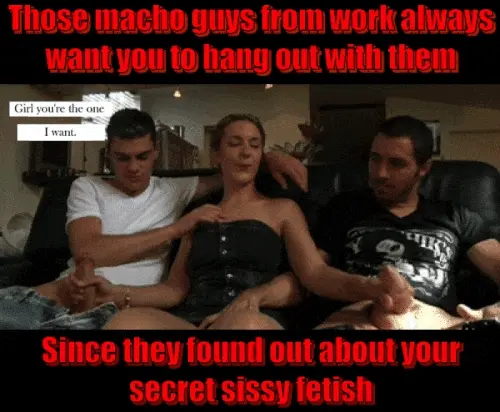 Those macho guys from work always
want you to hang out with them
Girl you're the one
I want.
Since they found out about your
secret sissy fetish